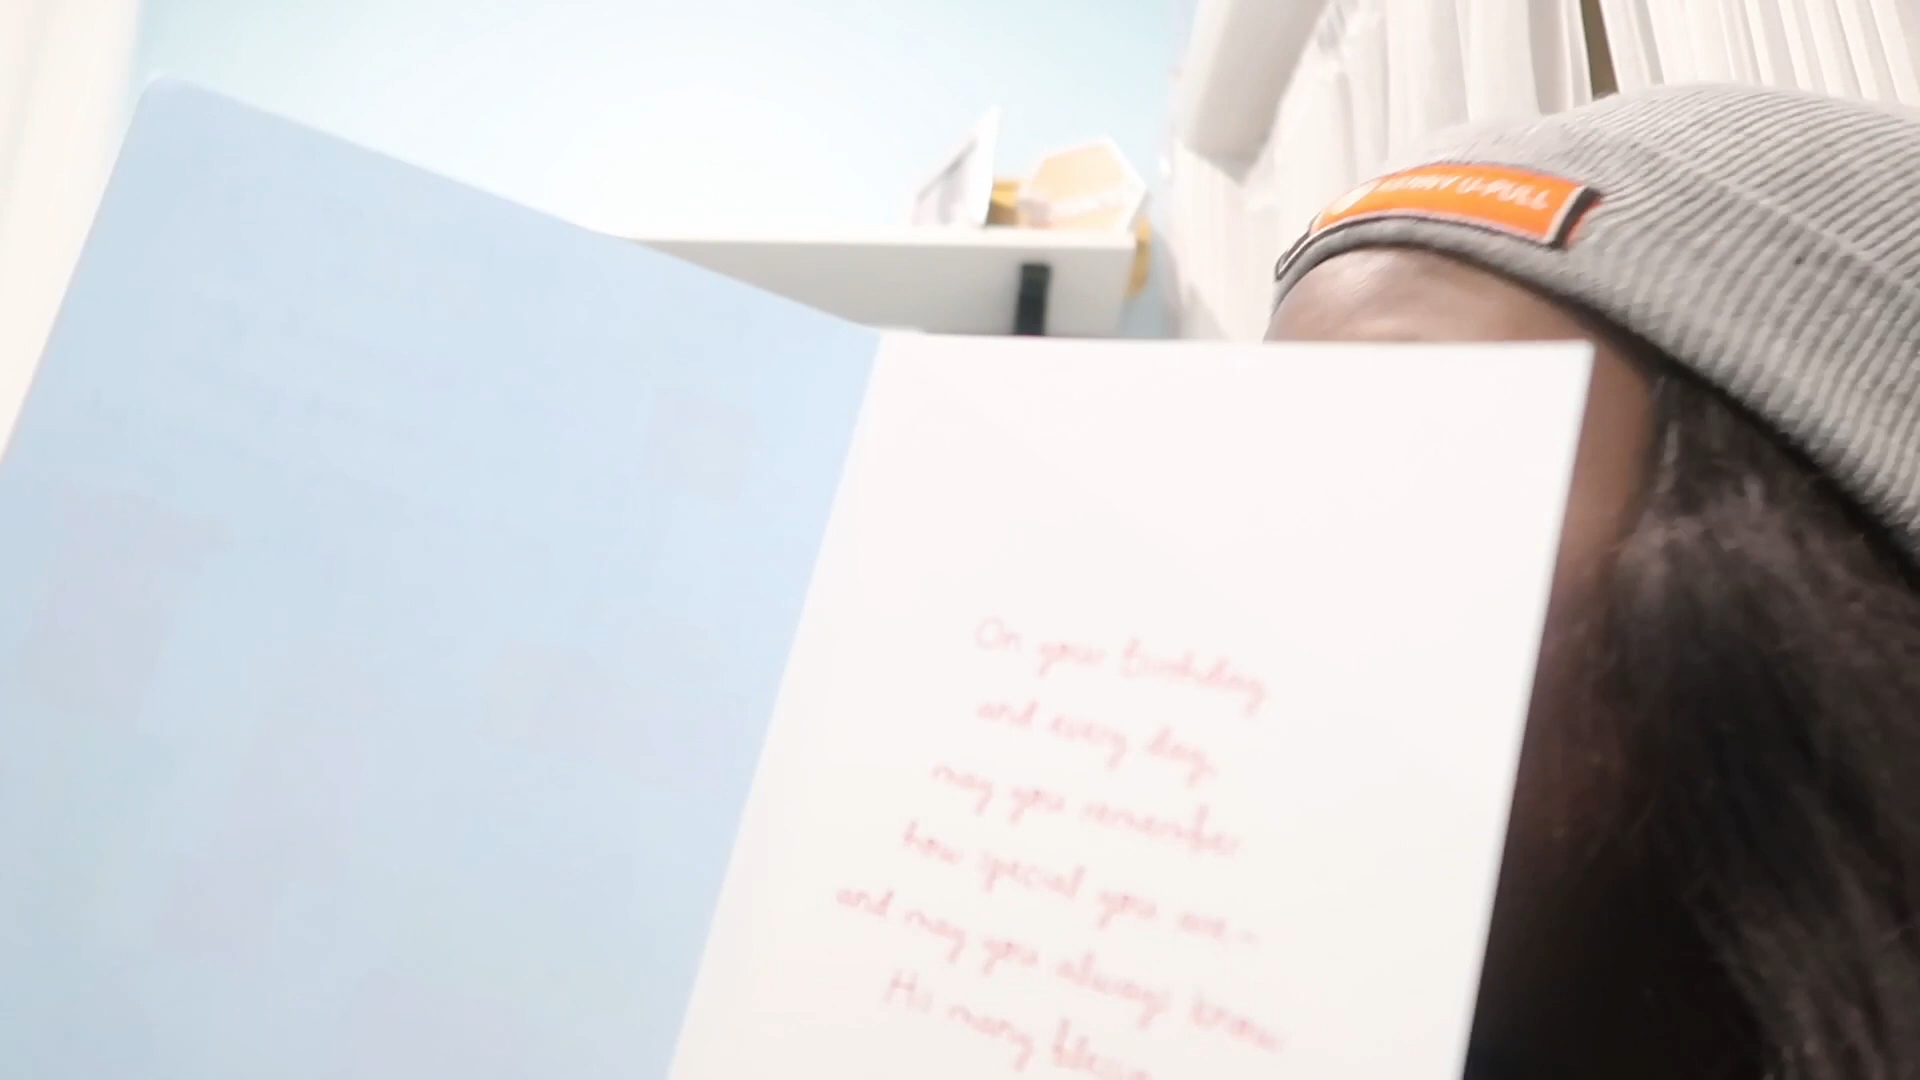 U-PULL
On your birthday
and every day,
may you remember
how special you are –
and may you always know
His many